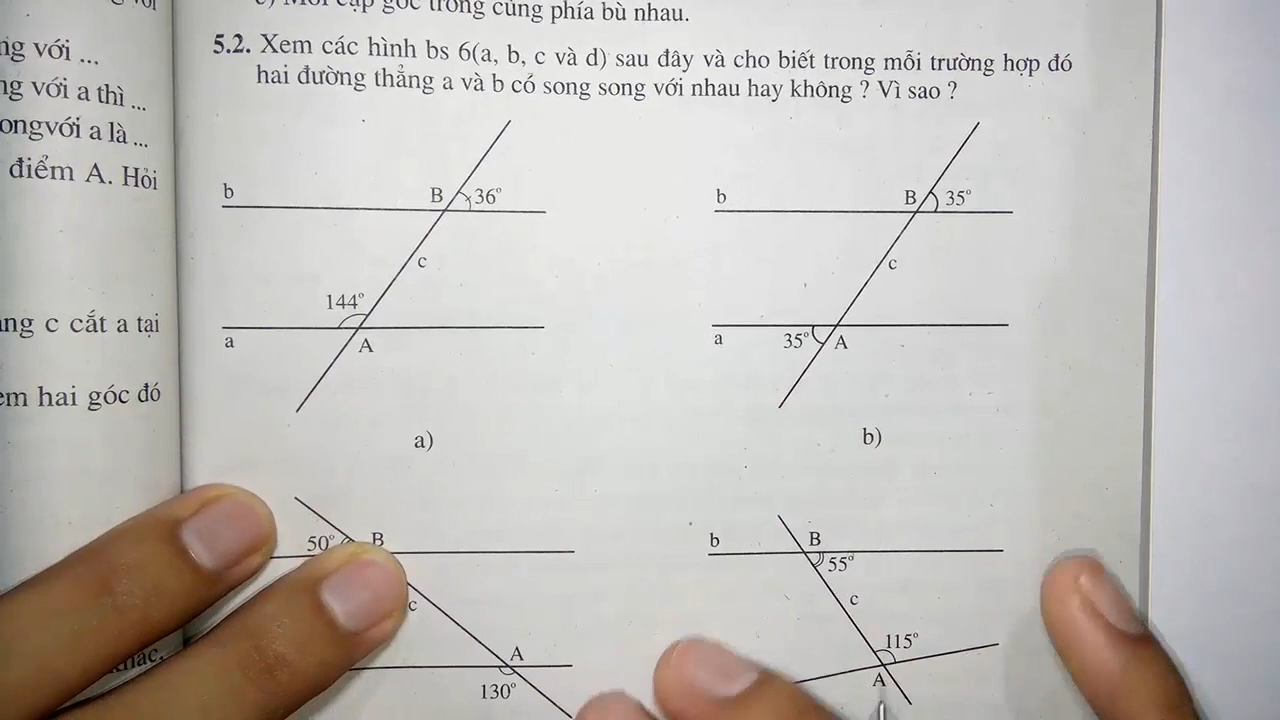 c) Mỗi cặp góc trong cùng phía bù nhau.
ng với ...
ng với a thì ...
ongvới a là ...
điểm A. Hỏi
ang c cắt a tại
em hai góc đó
5.2. Xem các hình bs 6(a, b, c và d) sau đây và cho biết trong mỗi trường hợp đó
hai đường thẳng a và b có song song với nhau hay không ? Vì sao ?
b B 36°
c
144°
a A
a)
b B 35°
c
a 35° A
b)
50° B
c
A
130°
b B
55°
c
115°
A